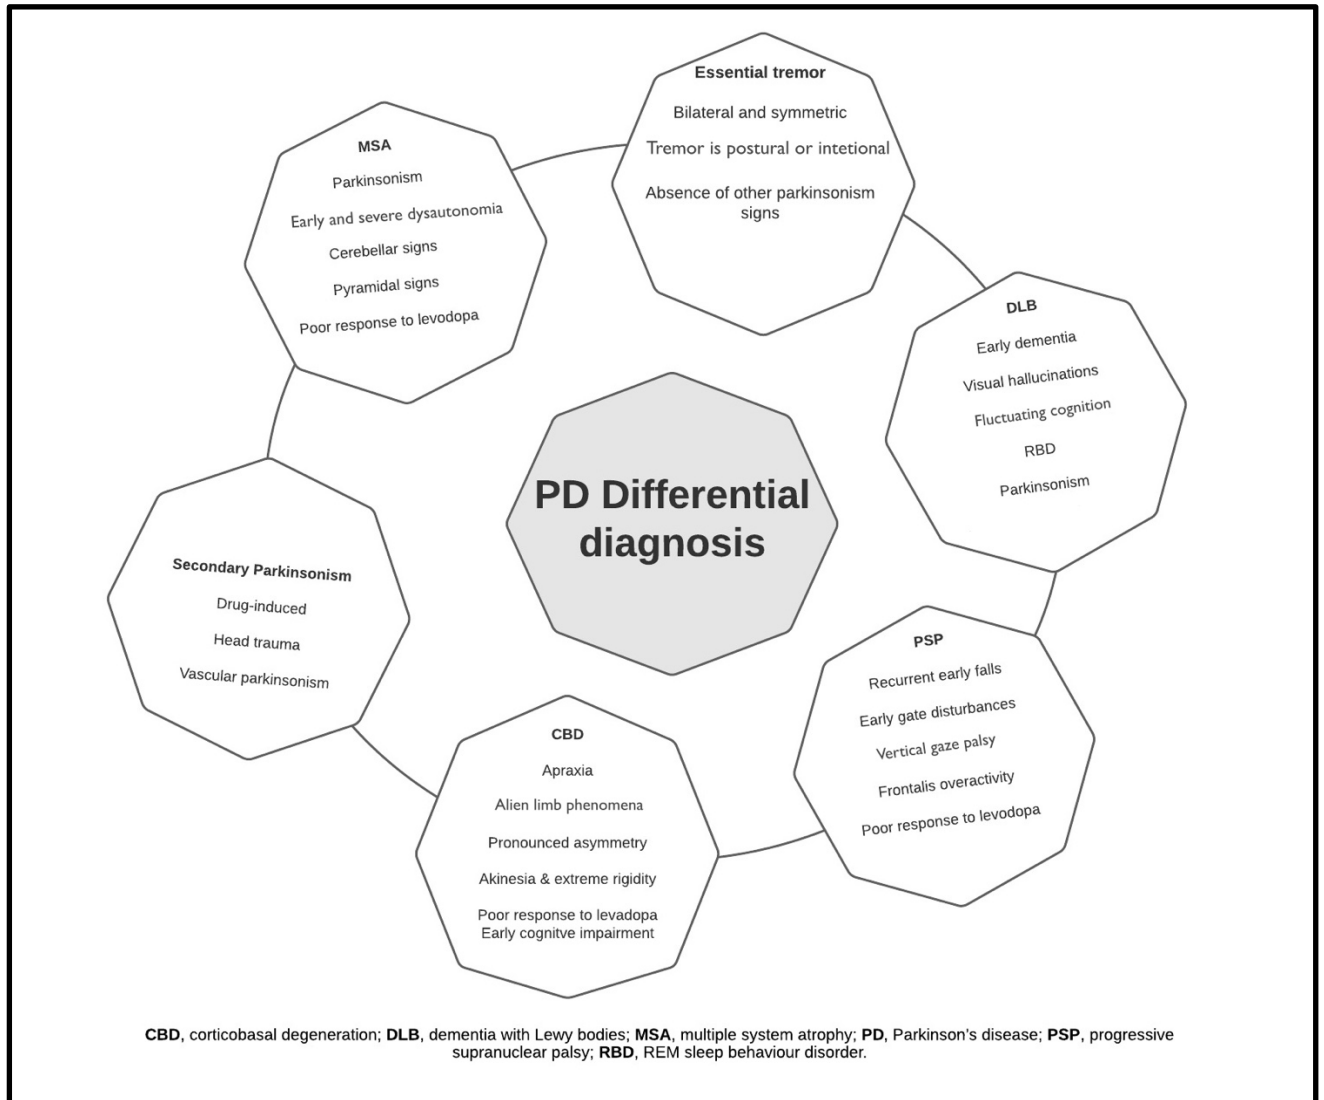 Essential tremor
Bilateral and symmetric
Tremor is postural or intetional
Absence of other parkinsonism
signs
MSA
Parkinsonism
Early and severe dysautonomia
Cerebellar signs
Pyramidal signs
Poor response to levodopa
DLB
Early dementia
Visual hallucinations
Fluctuating cognition
RBD
Parkinsonism
PD Differential
diagnosis
Secondary Parkinsonism
Drug-induced
Head trauma
Vascular parkinsonism
PSP
Recurrent early falls
Early gate disturbances
Vertical gaze palsy
Frontalis overactivity
Poor response to levodopa
CBD
Apraxia
Alien limb phenomena
Pronounced asymmetry
Akinesia & extreme rigidity
Poor response to levadopa
Early cognitve impairment
CBD, corticobasal degeneration; DLB, dementia with Lewy bodies; MSA, multiple system atrophy; PD, Parkinson's disease; PSP, progressive
supranuclear palsy; RBD, REM sleep behaviour disorder.